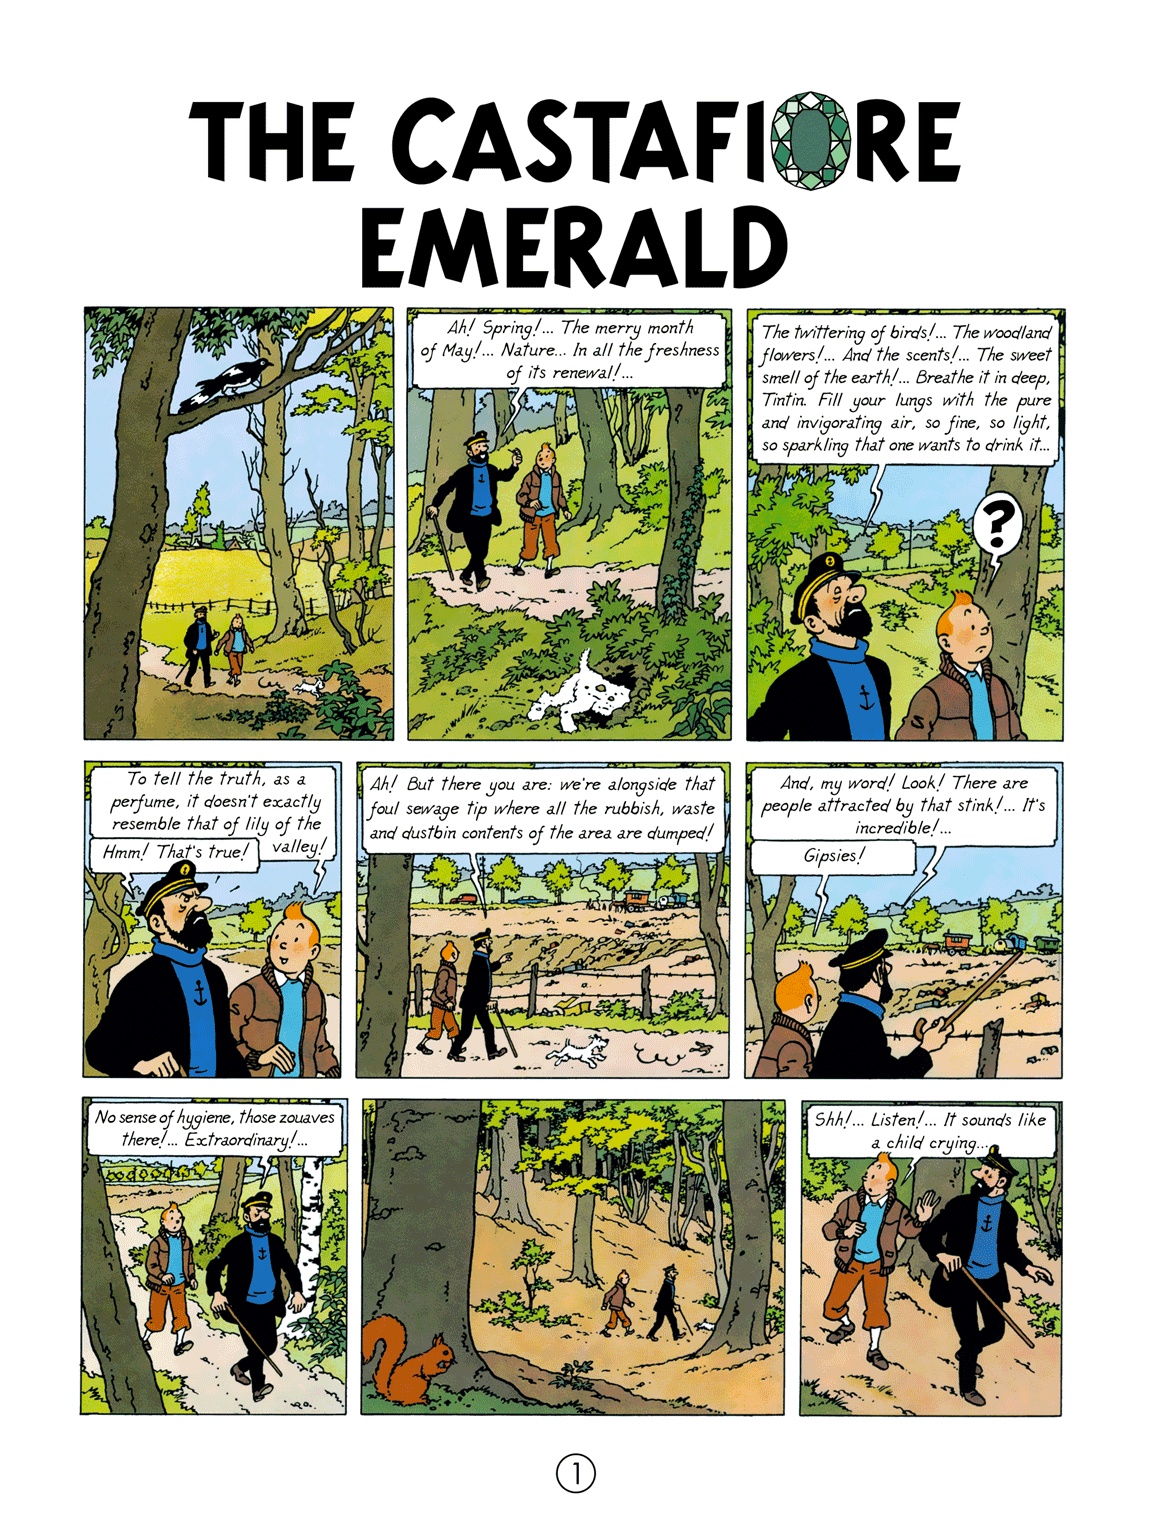 THE CASTAFIORE
EMERALD
Ah! Spring!... The merry month
of May!... Nature... In all the freshness
of its renewal!...
The twittering of birds!... The woodland
flowers!... And the scents!... The sweet
smell of the earth!... Breathe it in deep,
Tintin. Fill your lungs with the pure
and invigorating air, so fine, so light,
so sparkling that one wants to drink it...
?
To tell the truth, as a
perfume, it doesn't exactly
resemble that of lily of the
valley!
Hmm! That's true!
Ah! But there you are: we're alongside that
foul sewage tip where all the rubbish, waste
and dustbin contents of the area are dumped!
And, my word! Look! There are
people attracted by that stink!... It's
incredible!...
Gipsies!
No sense of hygiene, those zouaves
there!... Extraordinary!...
Shh!... Listen!... It sounds like
a child crying...
1